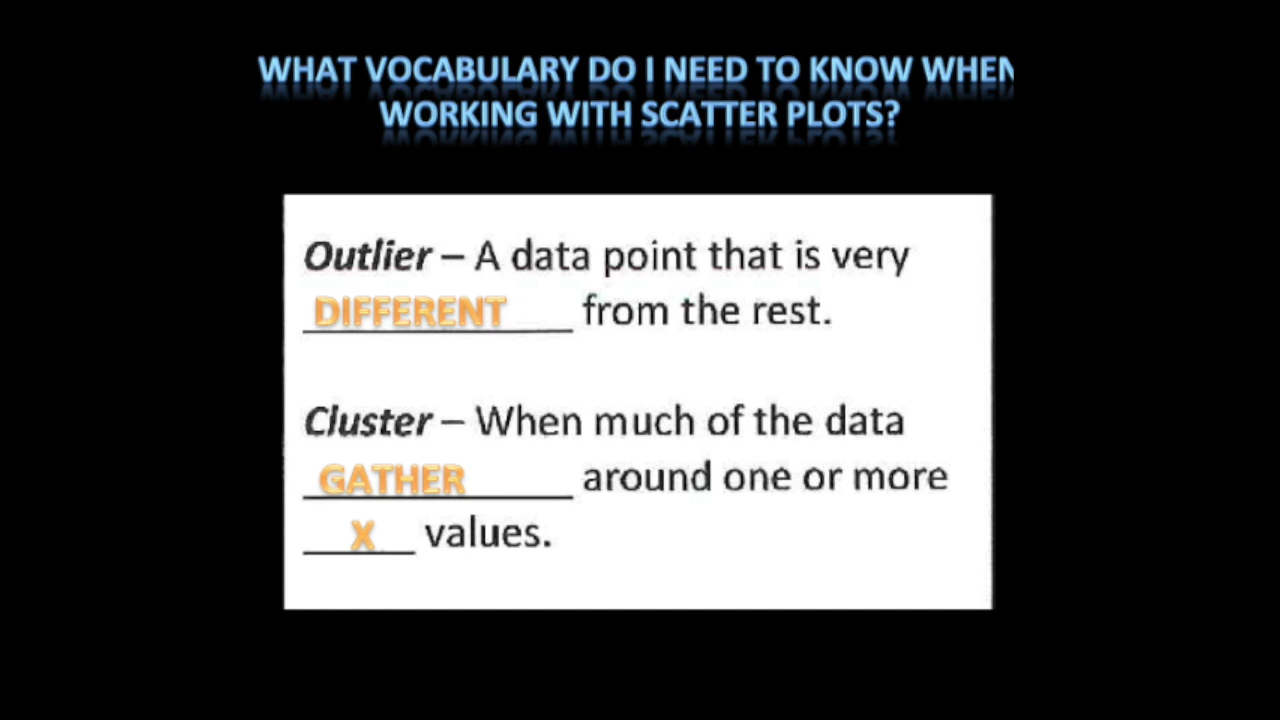 WHAT VOCABULARY DO I NEED TO KNOW WHEN
WORKING WITH SCATTER PLOTS?
Outlier – A data point that is very
DIFFERENT from the rest.
Cluster – When much of the data
GATHER around one or more
X values.